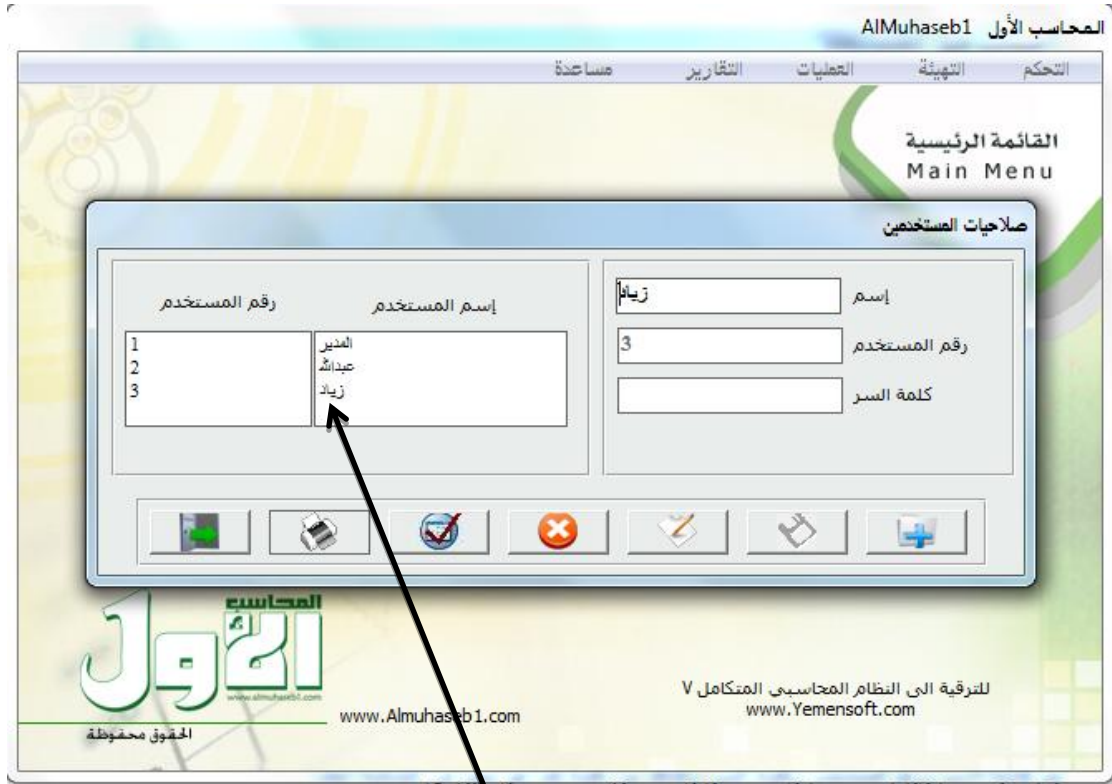 المحاسب الأول AlMuhaseb1
التحكم التهيئة العمليات التقارير مساعدة
القائمة الرئيسية
Main Menu
صلاحيات المستخدمين
إسم زياد
رقم المستخدم 3
كلمة السر
إسم المستخدم رقم المستخدم
المدير 1
عبدالله 2
زياد 3
المحاسب
الأول
www.almuhaseb1.com
الحقوق محفوظة
www.Almuhaseb1.com
للترقية الى النظام المحاسبي المتكامل V
www.Yemensoft.com